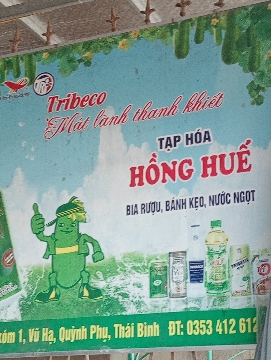 Tribeco
Mát lành thanh khiết
TẠP HÓA
HỒNG HUẾ
BIA RƯỢU, BÁNH KẸO, NƯỚC NGỌT
xóm 1, Vũ Hạ, Quỳnh Phụ, Thái Bình ĐT: 0353 412 612